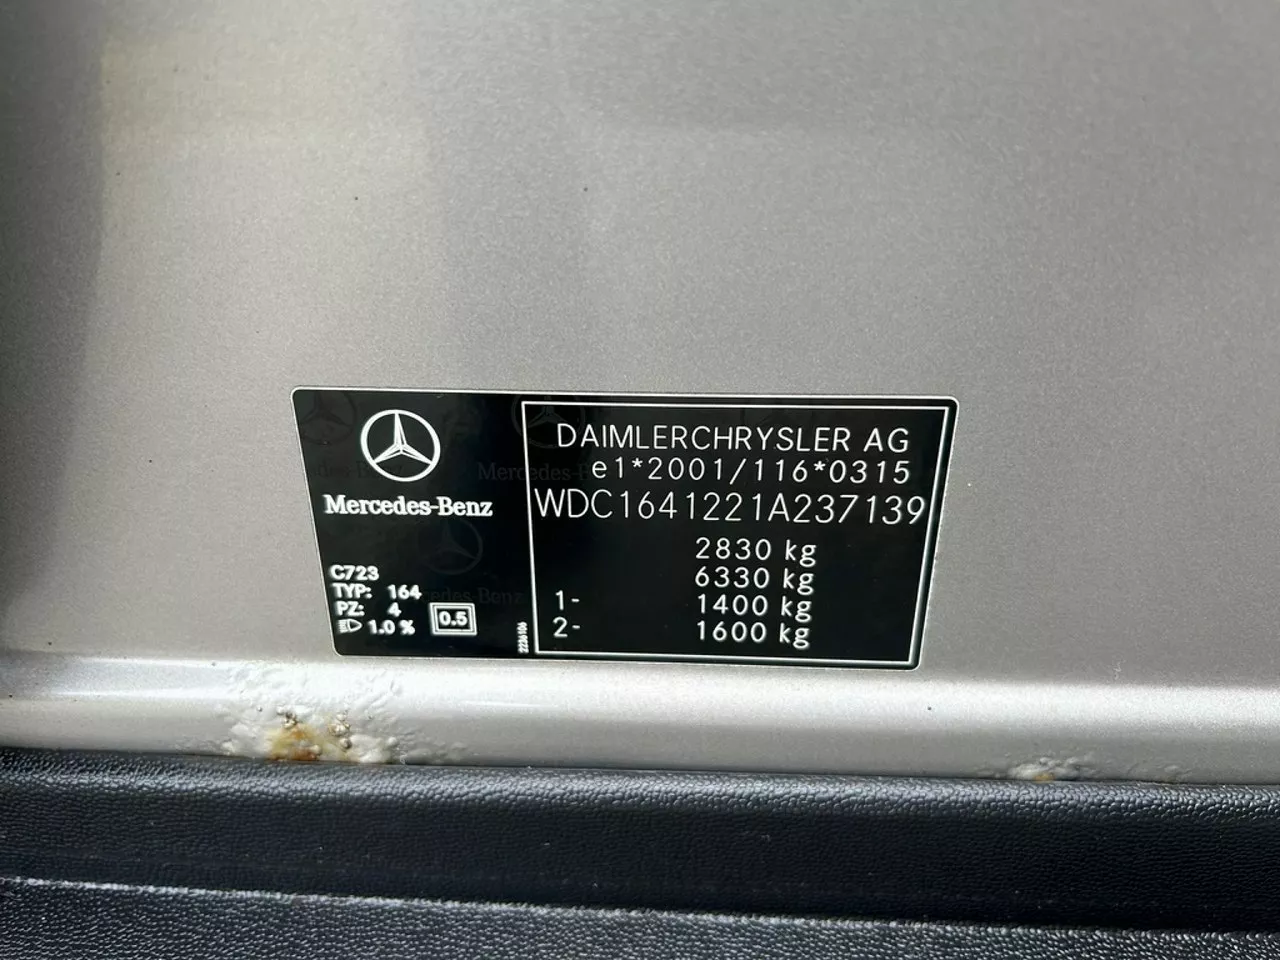 Mercedes-Benz
C723
TYP: 164
PZ: 4
1.0 %
0.5
2236106
DAIMLERCHRYSLER AG
e1*2001/116*0315
WDC1641221A237139
2830 kg
6330 kg
1- 1400 kg
2- 1600 kg